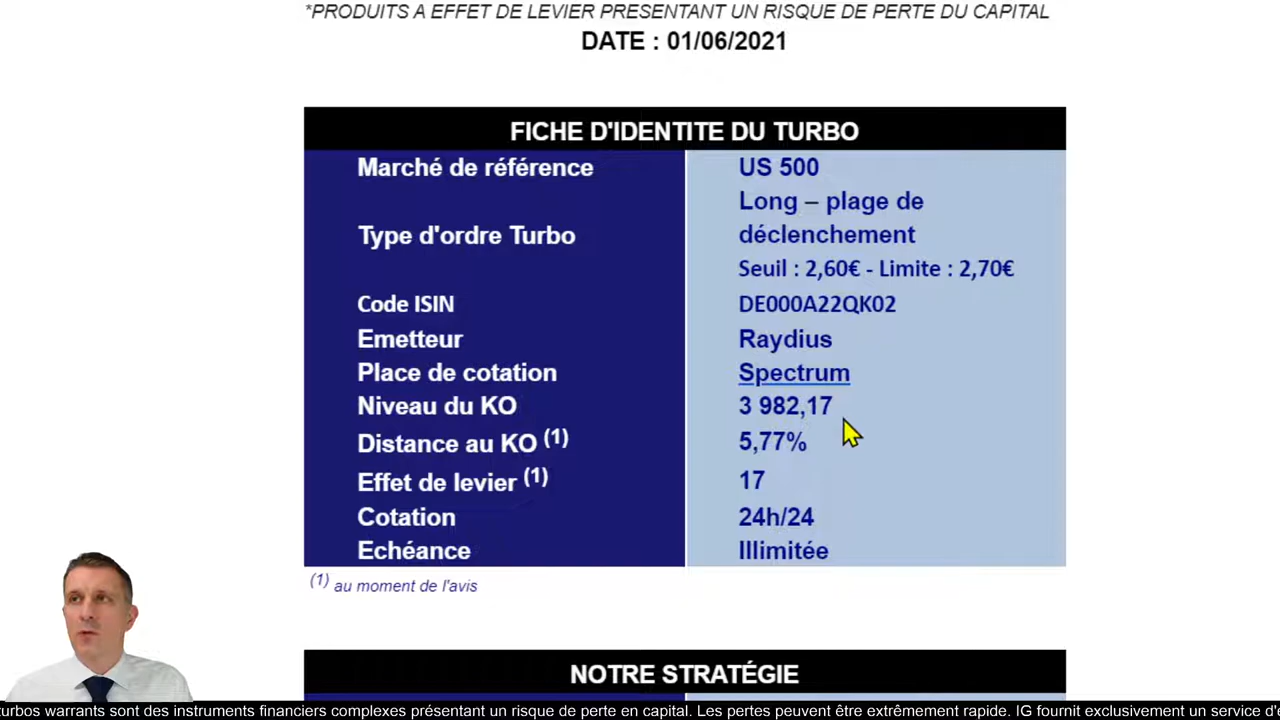 *PRODUITS A EFFET DE LEVIER PRESENTANT UN RISQUE DE PERTE DU CAPITAL
DATE : 01/06/2021
FICHE D'IDENTITE DU TURBO
Marché de référence US 500
Type d'ordre Turbo Long – plage de
déclenchement
Seuil : 2,60€ - Limite : 2,70€
Code ISIN DE000A22QK02
Emetteur Raydius
Place de cotation Spectrum
Niveau du KO 3 982,17
Distance au KO (1) 5,77%
Effet de levier (1) 17
Cotation 24h/24
Echéance Illimitée
(1) au moment de l'avis
NOTRE STRATÉGIE
turbos warrants sont des instruments financiers complexes présentant un risque de perte en capital. Les pertes peuvent être extrêmement rapide. IG fournit exclusivement un service d'e